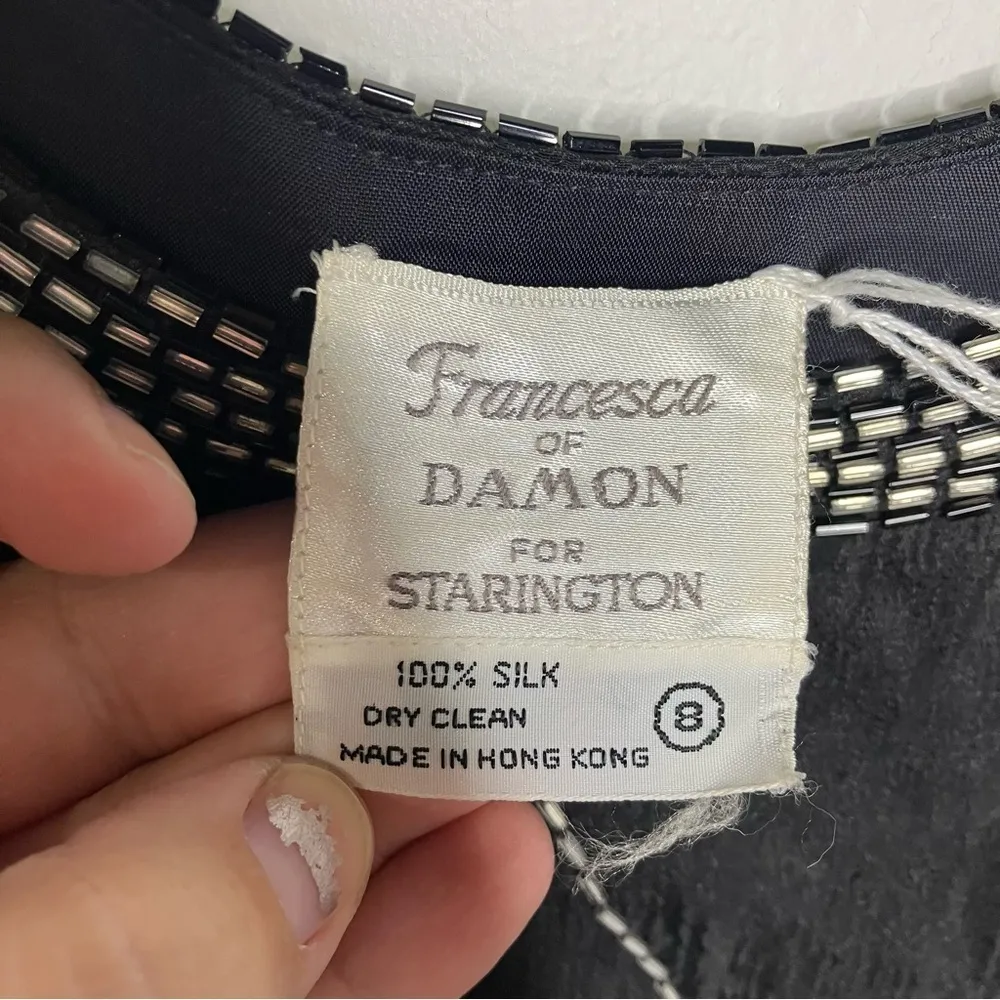 Francesca
OF
DAMON
FOR
STARINGTON
100% SILK
DRY CLEAN
8
MADE IN HONG KONG